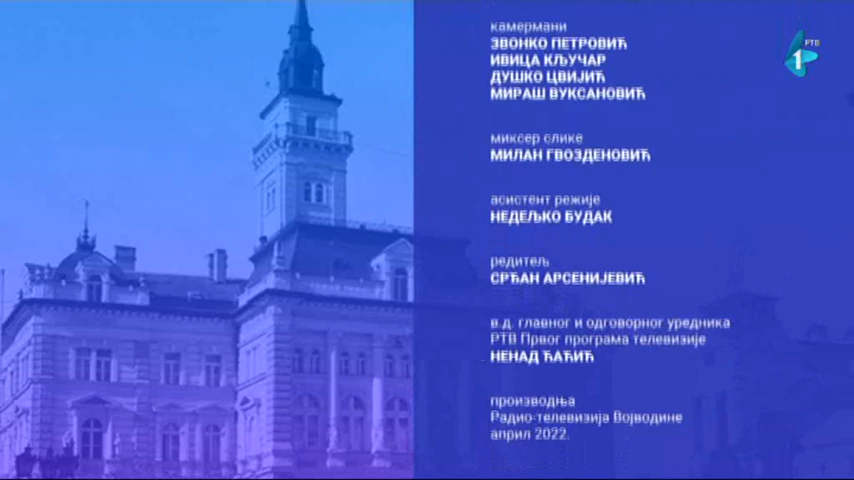 камермани
ЗВОНКО ПЕТРОВИЋ
ИВИЦА КЉУЧАР
ДУШКО ЦВИЈИЋ
МИРАШ ВУКСАНОВИЋ
миксер слике
МИЛАН ГВОЗДЕНОВИЋ
асистент режије
НЕДЕЉКО БУДАК
редитељ
СРЂАН АРСЕНИЈЕВИЋ
в.д. главног и одговорног уредника
РТВ Првог програма телевизије
НЕНАД ЋАЋИЋ
производња
Радио-телевизија Војводине
април 2022.
РТВ
1